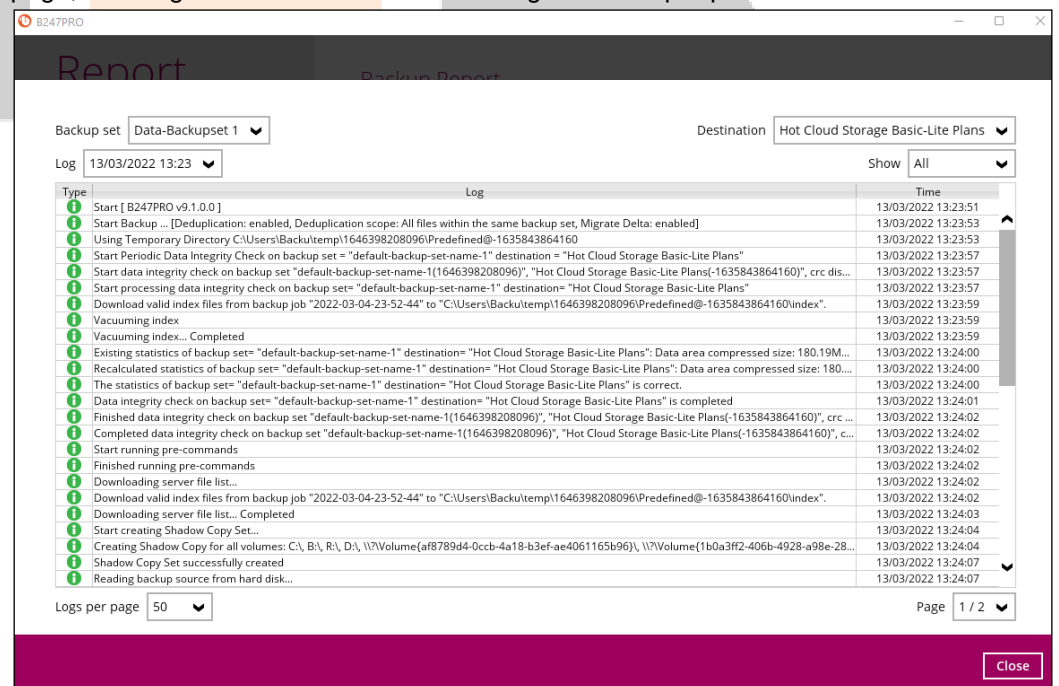 B247PRO
Report
Backup Report
Backup set Data-Backupset 1 Destination Hot Cloud Storage Basic-Lite Plans
Log 13/03/2022 13:23 Show All
Type Log Time
Start [ B247PRO v9.1.0.0 ] 13/03/2022 13:23:51
Start Backup ... [Deduplication: enabled, Deduplication scope: All files within the same backup set, Migrate Delta: enabled] 13/03/2022 13:23:53
Using Temporary Directory C:\Users\Backu\temp\1646398208096\Predefined@-1635843864160 13/03/2022 13:23:53
Start Periodic Data Integrity Check on backup set = "default-backup-set-name-1" destination = "Hot Cloud Storage Basic-Lite Plans" 13/03/2022 13:23:57
Start data integrity check on backup set "default-backup-set-name-1(1646398208096)", "Hot Cloud Storage Basic-Lite Plans(-1635843864160)", crc dis... 13/03/2022 13:23:57
Start processing data integrity check on backup set= "default-backup-set-name-1" destination= "Hot Cloud Storage Basic-Lite Plans" 13/03/2022 13:23:57
Download valid index files from backup job "2022-03-04-23-52-44" to "C:\Users\Backu\temp\1646398208096\Predefined@-1635843864160\index". 13/03/2022 13:23:59
Vacuuming index 13/03/2022 13:23:59
Vacuuming index... Completed 13/03/2022 13:23:59
Existing statistics of backup set= "default-backup-set-name-1" destination= "Hot Cloud Storage Basic-Lite Plans": Data area compressed size: 180.19M... 13/03/2022 13:24:00
Recalculated statistics of backup set= "default-backup-set-name-1" destination= "Hot Cloud Storage Basic-Lite Plans": Data area compressed size: 180.... 13/03/2022 13:24:00
The statistics of backup set= "default-backup-set-name-1" destination= "Hot Cloud Storage Basic-Lite Plans" is correct. 13/03/2022 13:24:00
Data integrity check on backup set= "default-backup-set-name-1" destination= "Hot Cloud Storage Basic-Lite Plans" is completed 13/03/2022 13:24:01
Finished data integrity check on backup set "default-backup-set-name-1(1646398208096)", "Hot Cloud Storage Basic-Lite Plans(-1635843864160)", crc ... 13/03/2022 13:24:02
Completed data integrity check on backup set "default-backup-set-name-1(1646398208096)", "Hot Cloud Storage Basic-Lite Plans(-1635843864160)", c... 13/03/2022 13:24:02
Start running pre-commands 13/03/2022 13:24:02
Finished running pre-commands 13/03/2022 13:24:02
Downloading server file list... 13/03/2022 13:24:02
Download valid index files from backup job "2022-03-04-23-52-44" to "C:\Users\Backu\temp\1646398208096\Predefined@-1635843864160\index". 13/03/2022 13:24:02
Downloading server file list... Completed 13/03/2022 13:24:03
Start creating Shadow Copy Set... 13/03/2022 13:24:04
Creating Shadow Copy for all volumes: C:\, B:\, R:\, D:\, \\?\Volume{af8789d4-0ccb-4a18-b3ef-ae4061165b96}\, \\?\Volume{1b0a3ff2-406b-4928-a98e-28... 13/03/2022 13:24:04
Shadow Copy Set successfully created 13/03/2022 13:24:07
Reading backup source from hard disk... 13/03/2022 13:24:07
Logs per page 50 Page 1 / 2
Close